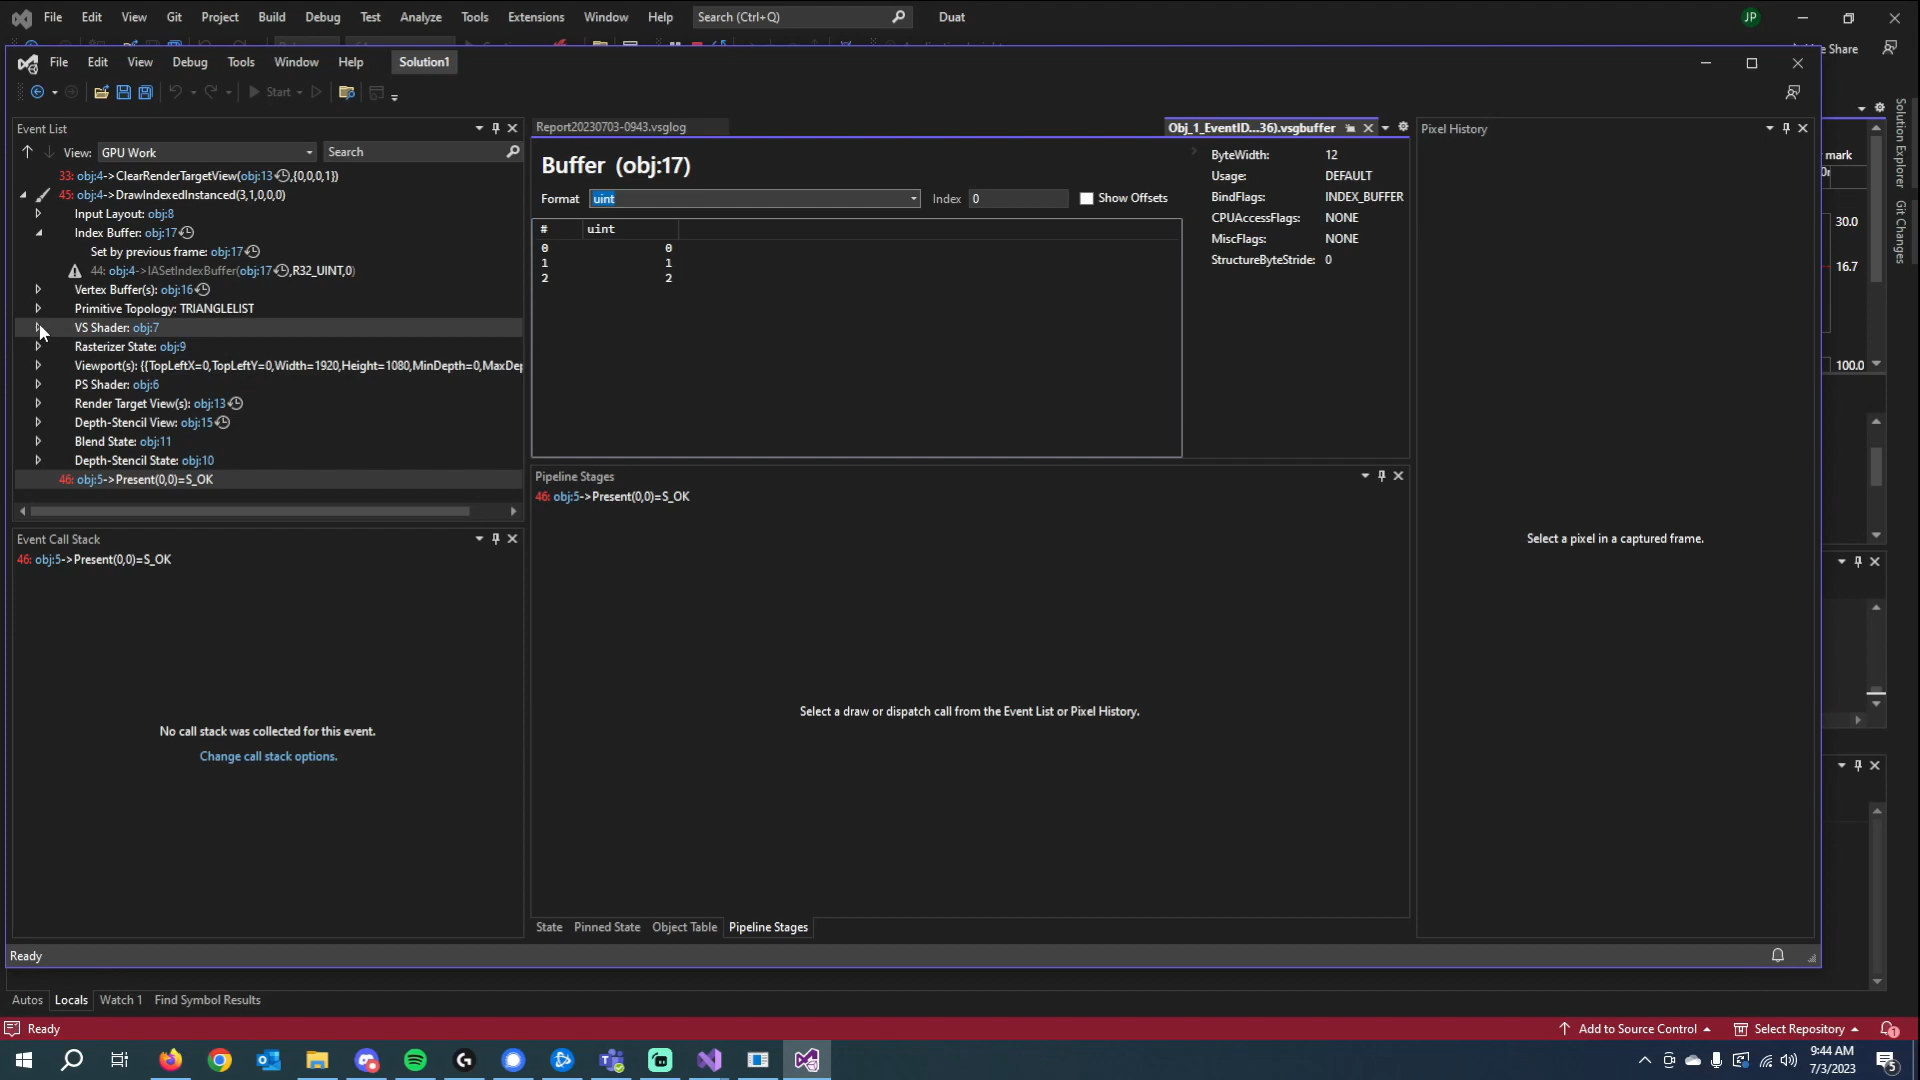 File Edit View Git Project Build Debug Test Analyze Tools Extensions Window Help Search (Ctrl+Q) Duat JP
File Edit View Debug Tools Window Help Solution1
Share
Start
Event List
View: GPU Work Search
33: obj:4->ClearRenderTargetView(obj:13,{0,0,0,1})
45: obj:4->DrawIndexedInstanced(3,1,0,0,0)
Input Layout: obj:8
Index Buffer: obj:17
Set by previous frame: obj:17
44: obj:4->IASetIndexBuffer(obj:17,R32_UINT,0)
Vertex Buffer(s): obj:16
Primitive Topology: TRIANGLELIST
VS Shader: obj:7
Rasterizer State: obj:9
Viewport(s): {{TopLeftX=0,TopLeftY=0,Width=1920,Height=1080,MinDepth=0,MaxDep
PS Shader: obj:6
Render Target View(s): obj:13
Depth-Stencil View: obj:15
Blend State: obj:11
Depth-Stencil State: obj:10
46: obj:5->Present(0,0)=S_OK
Event Call Stack
46: obj:5->Present(0,0)=S_OK
No call stack was collected for this event.
Change call stack options.
Report20230703-0943.vsglog Obj_1_EventID...36).vsgbuffer
Buffer (obj:17)
Format uint Index 0 Show Offsets
# uint
0 0
1 1
2 2
ByteWidth: 12
Usage: DEFAULT
BindFlags: INDEX_BUFFER
CPUAccessFlags: NONE
MiscFlags: NONE
StructureByteStride: 0
Pipeline Stages
46: obj:5->Present(0,0)=S_OK
Select a draw or dispatch call from the Event List or Pixel History.
State Pinned State Object Table Pipeline Stages
Pixel History
Select a pixel in a captured frame.
mark
30.0
16.7
100.0
Solution Explorer
Git Changes
Ready
Autos Locals Watch 1 Find Symbol Results
Ready Add to Source Control Select Repository 1
9:44 AM
7/3/2023
5